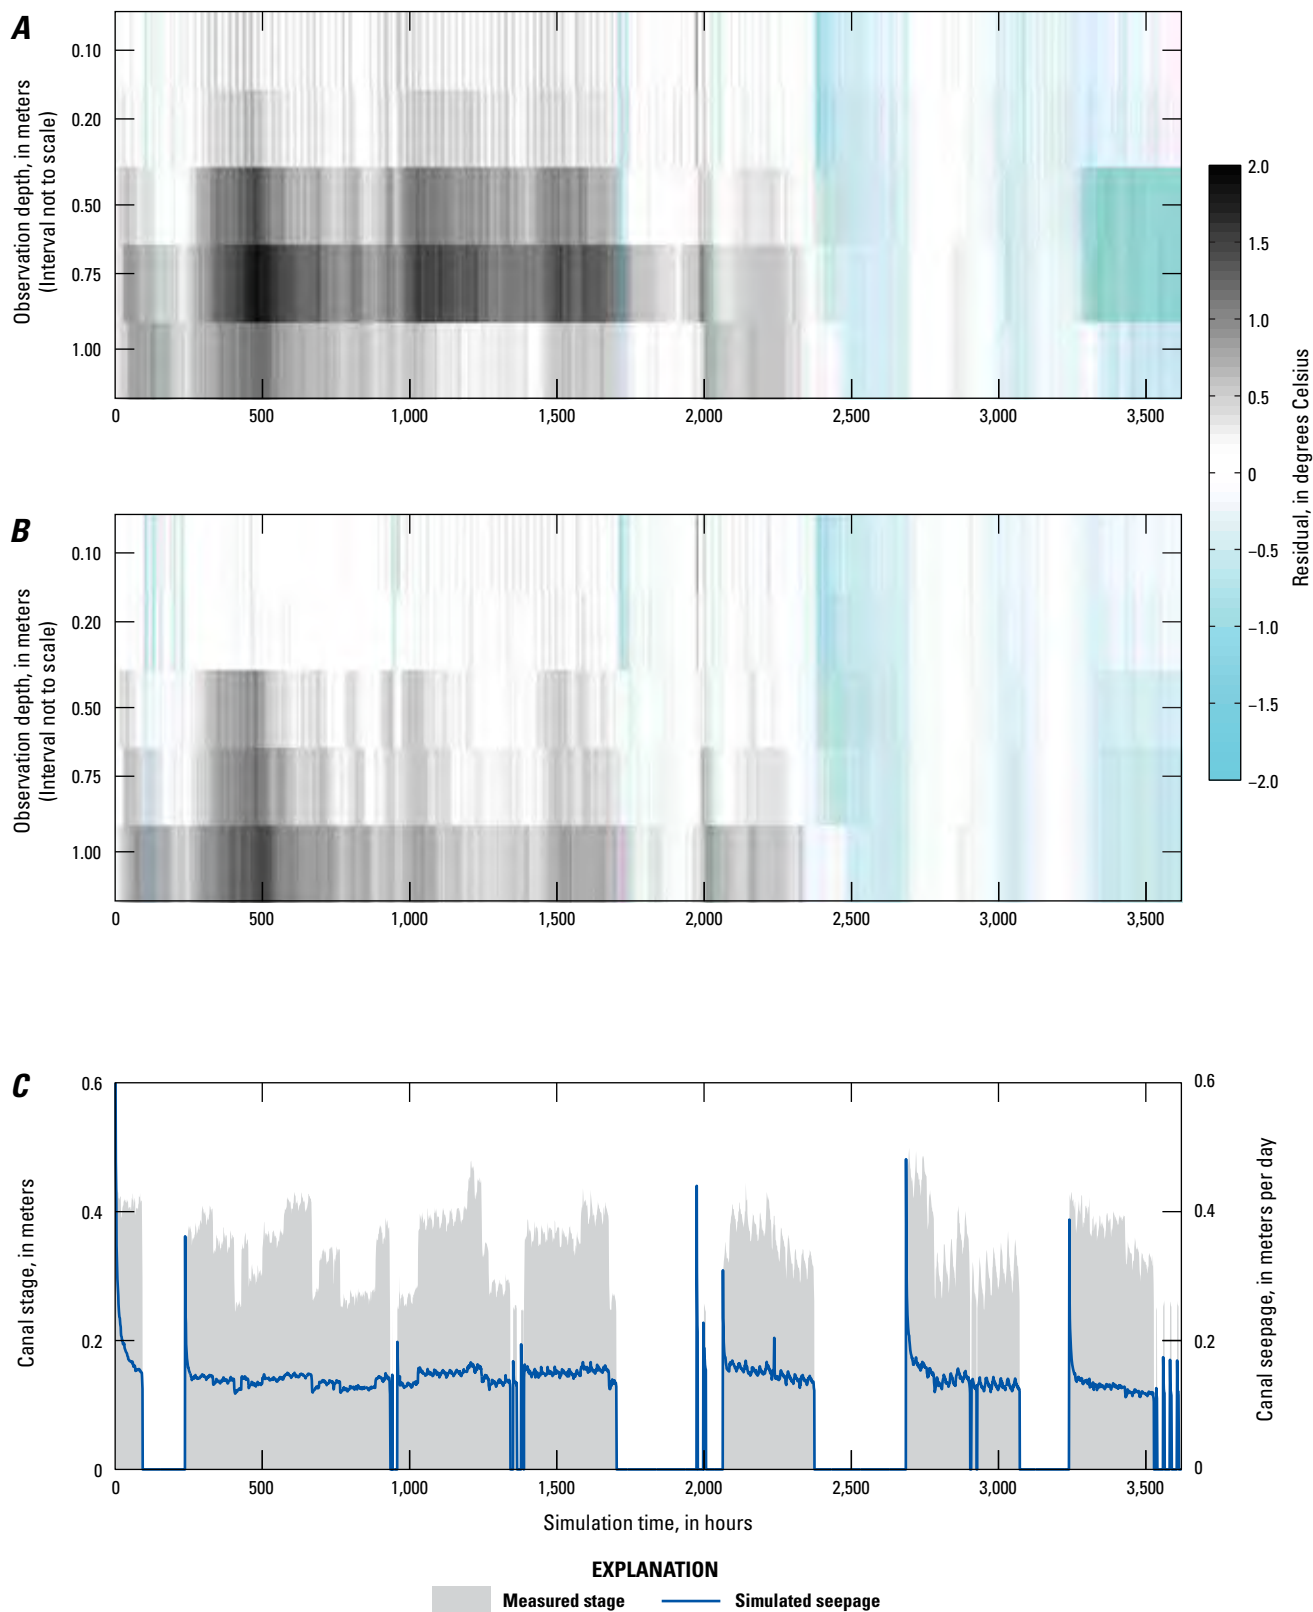 A
0.10
0.20
0.50
0.75
1.00
Observation depth, in meters
(Interval not to scale)
0 500 1,000 1,500 2,000 2,500 3,000 3,500
2.0
1.5
1.0
0.5
0
−0.5
−1.0
−1.5
−2.0
Residual, in degrees Celsius
B
0.10
0.20
0.50
0.75
1.00
Observation depth, in meters
(Interval not to scale)
0 500 1,000 1,500 2,000 2,500 3,000 3,500
C
0.6
0.4
0.2
0
Canal stage, in meters
0.6
0.4
0.2
0
Canal seepage, in meters per day
0 500 1,000 1,500 2,000 2,500 3,000 3,500
Simulation time, in hours
EXPLANATION
Measured stage Simulated seepage